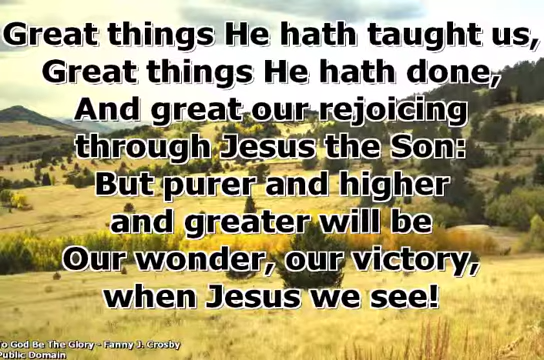 Great things He hath taught us,
Great things He hath done,
And great our rejoicing
through Jesus the Son:
But purer and higher
and greater will be
Our wonder, our victory,
when Jesus we see!
To God Be The Glory - Fanny J. Crosby
Public Domain